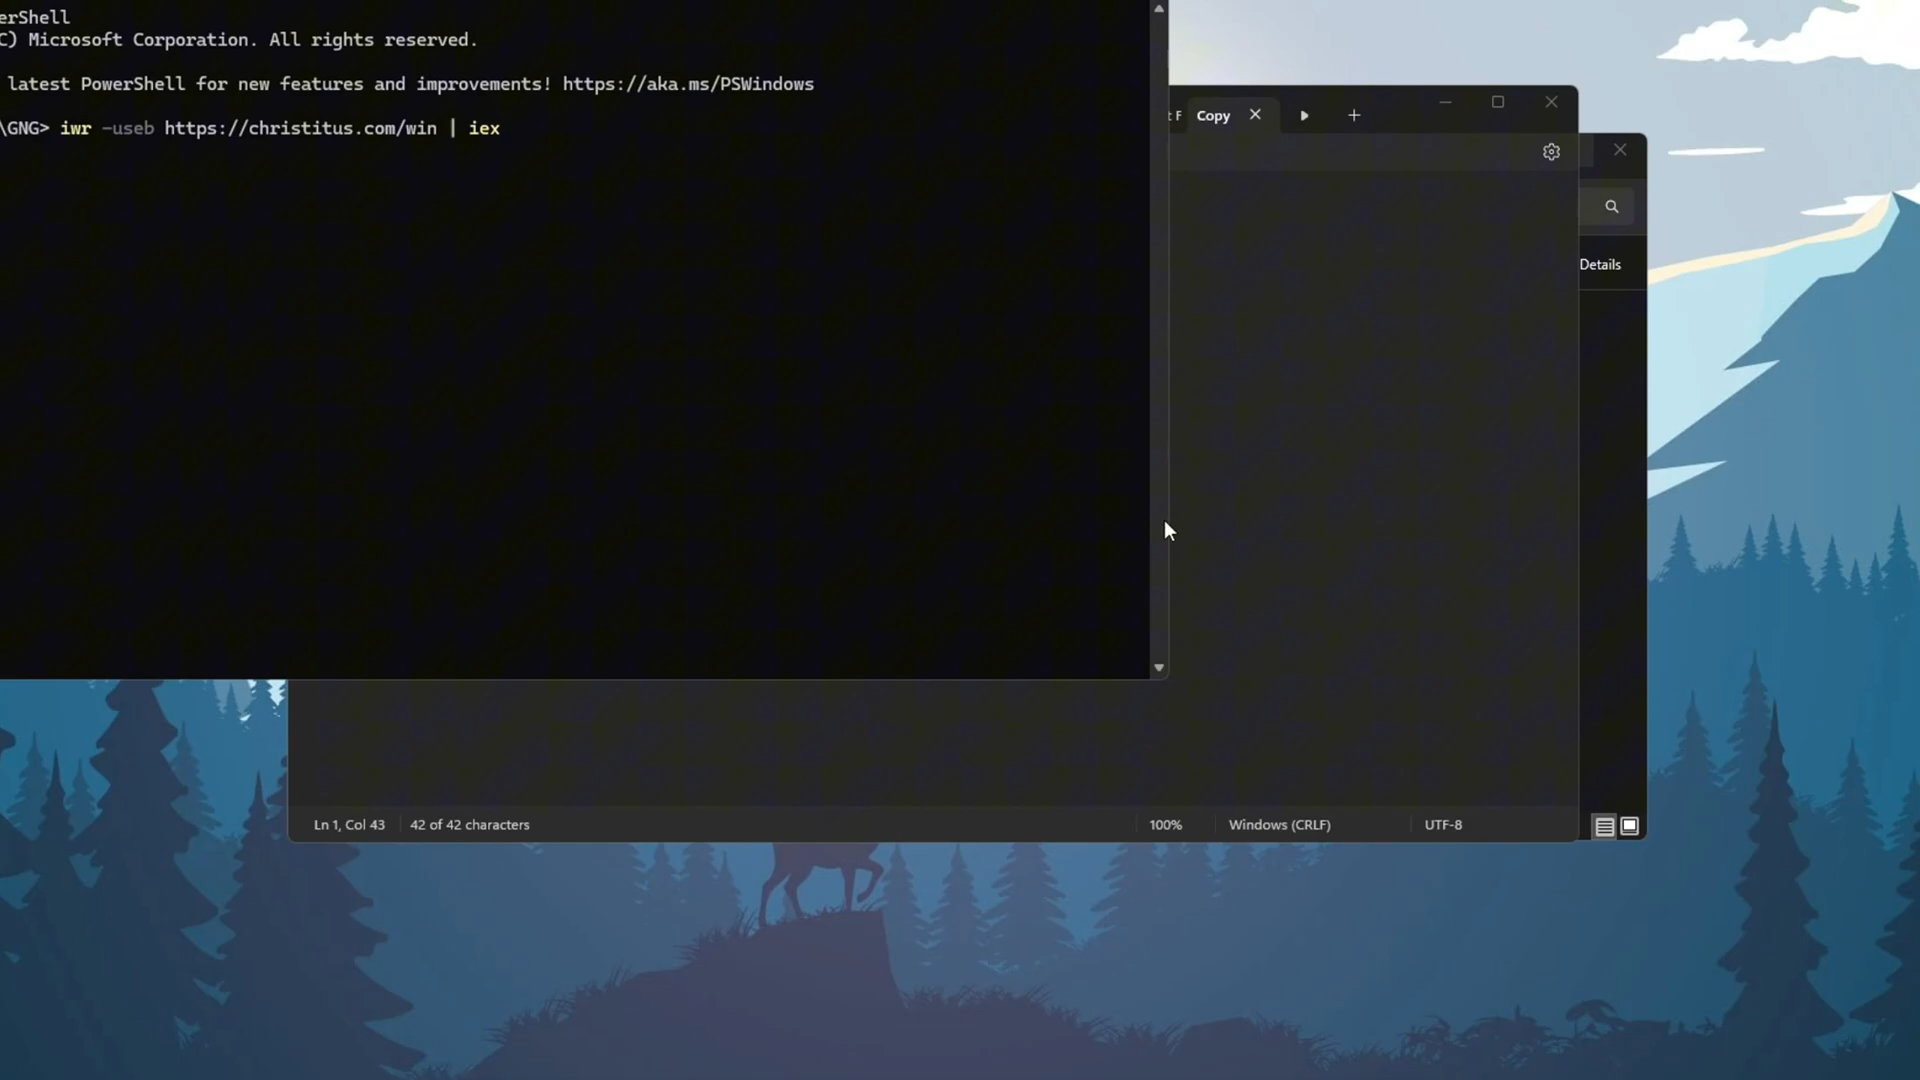 erShell
C) Microsoft Corporation. All rights reserved.
latest PowerShell for new features and improvements! https://aka.ms/PSWindows
\GNG> iwr -useb https://christitus.com/win | iex
t F Copy
Details
Ln 1, Col 43 42 of 42 characters 100% Windows (CRLF) UTF-8